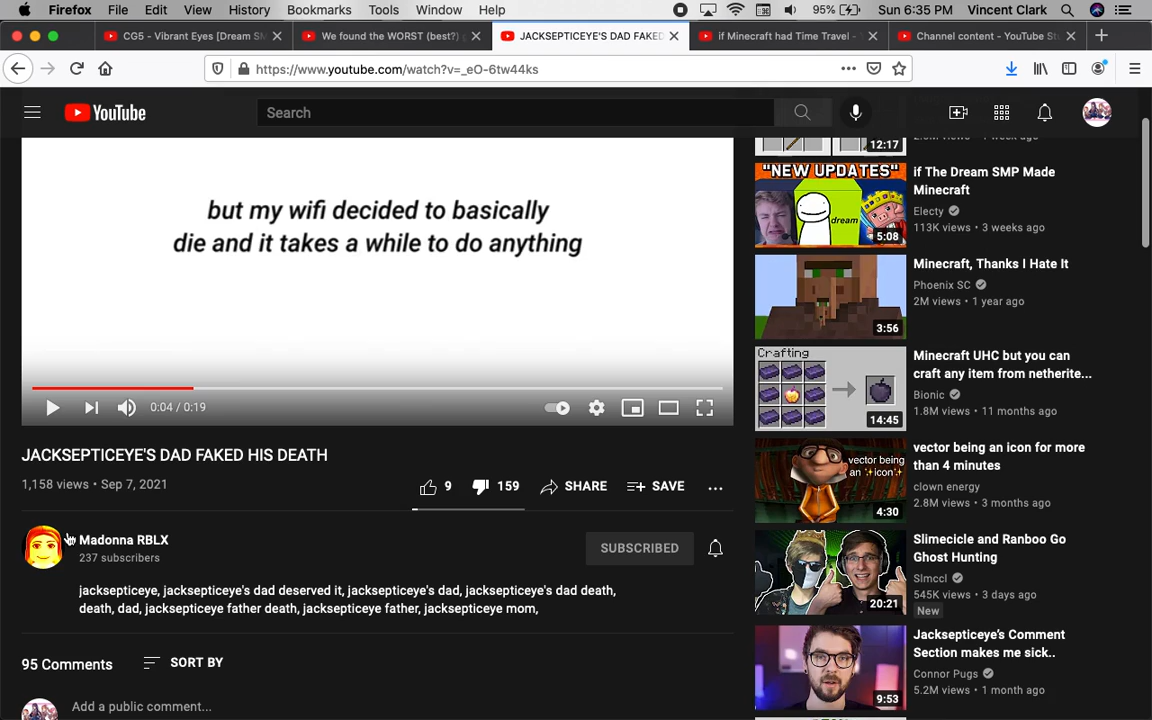 Firefox File Edit View History Bookmarks Tools Window Help 95% Sun 6:35 PM Vincent Clark
CG5 - Vibrant Eyes [Dream SM
We found the WORST (best?)
JACKSEPTICEYE'S DAD FAKED
if Minecraft had Time Travel -
Channel content - YouTube St
https://www.youtube.com/watch?v=_eO-6tw44ks
YouTube
Search
but my wifi decided to basically
die and it takes a while to do anything
0:04 / 0:19
JACKSEPTICEYE'S DAD FAKED HIS DEATH
1,158 views • Sep 7, 2021
9 159 SHARE SAVE
Madonna RBLX
237 subscribers
SUBSCRIBED
jacksepticeye, jacksepticeye's dad deserved it, jacksepticeye's dad, jacksepticeye's dad death,
death, dad, jacksepticeye father death, jacksepticeye father, jacksepticeye mom,
95 Comments SORT BY
Add a public comment...
12:17
"NEW UPDATES"
dream
5:08
if The Dream SMP Made
Minecraft
Electy
113K views • 3 weeks ago
3:56
Minecraft, Thanks I Hate It
Phoenix SC
2M views • 1 year ago
Crafting
14:45
Minecraft UHC but you can
craft any item from netherite...
Bionic
1.8M views • 11 months ago
vector being
an ✨icon✨
4:30
vector being an icon for more
than 4 minutes
clown energy
2.8M views • 3 months ago
20:21
Slimecicle and Ranboo Go
Ghost Hunting
Slmccl
545K views • 3 days ago
New
9:53
Jacksepticeye's Comment
Section makes me sick..
Connor Pugs
5.2M views • 1 month ago